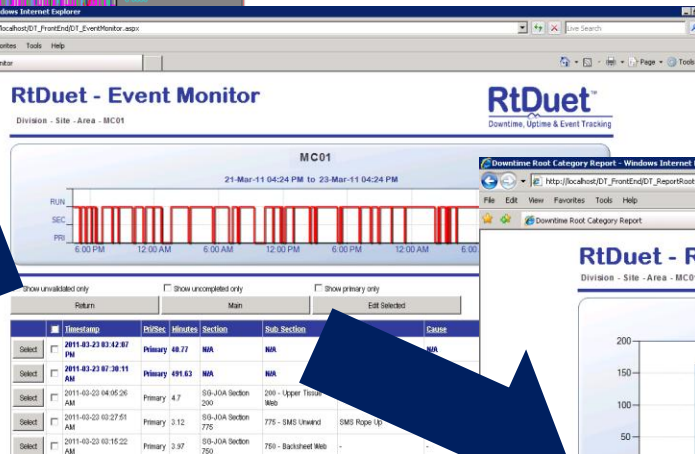 dows Internet Explorer
localhost/DT_FrontEnd/DT_EventMonitor.aspx
Live Search
orites Tools Help
nitor
Page Tools
RtDuet - Event Monitor
Division - Site - Area - MC01
RtDuet™
Downtime, Uptime & Event Tracking
MC01
21-Mar-11 04:24 PM to 23-Mar-11 04:24 PM
RUN
SEC
PRI
6:00 PM 12:00 AM 6:00 AM 12:00 PM 6:00 PM 12:00 AM 6:00
Downtime Root Category Report - Windows Internet
http://localhost/DT_FrontEnd/DT_ReportRoot
File Edit View Favorites Tools Help
Downtime Root Category Report
RtDuet - R
Division - Site - Area - MC01
200
150
100
50
Show unvalidated only Show uncompleted only Show primary only
Return Main Edit Selected
Timestamp Pri/Sec Minutes Section Sub Section Cause
Select 2011-03-23 03:42:07 PM Primary 40.77 N/A N/A N/A
Select 2011-03-23 07:30:11 AM Primary 491.63 N/A N/A
Select 2011-03-23 04:05:26 AM Primary 4.7 SG-JOA Section 200 200 - Upper Tissue Web
Select 2011-03-23 03:27:51 AM Primary 3.12 SG-JOA Section 775 775 - SMS Unwind SMS Rope Up
Select 2011-03-23 03:15:22 AM Primary 3.97 SG-JOA Section 750 750 - Backsheet Web - -